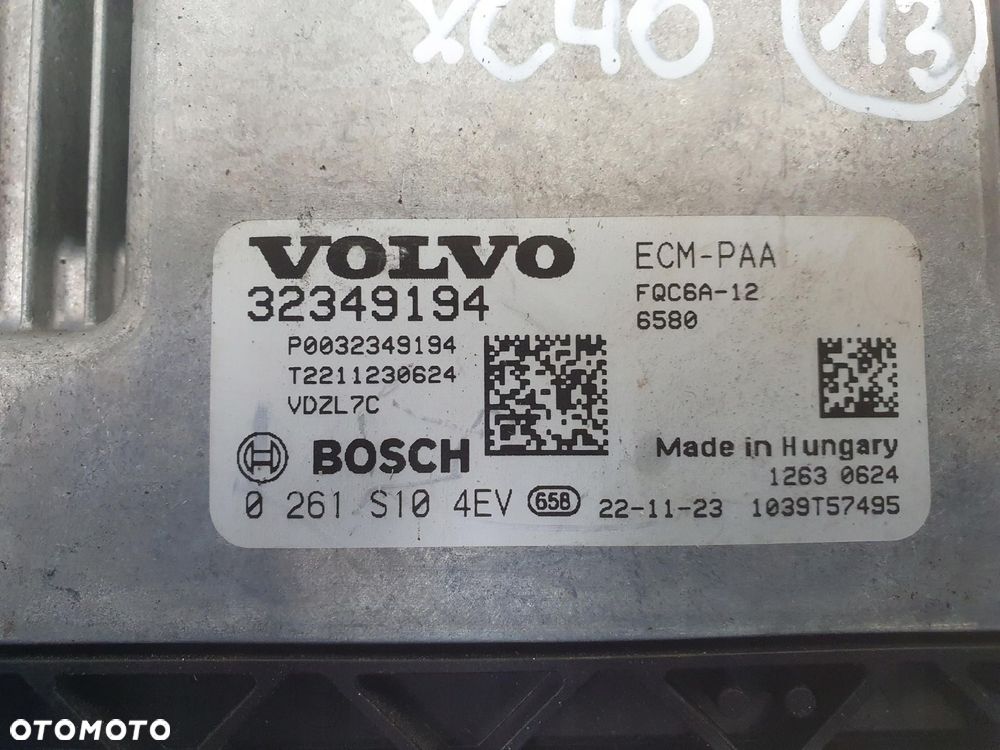 XC40 13
VOLVO
32349194
P0032349194
T2211230624
VDZL7C
BOSCH
0 261 S10 4EV 658 22-11-23 1039T57495
ECM-PAA
FQC6A-12
6580
Made in Hungary
1263 0624
OTOMOTO